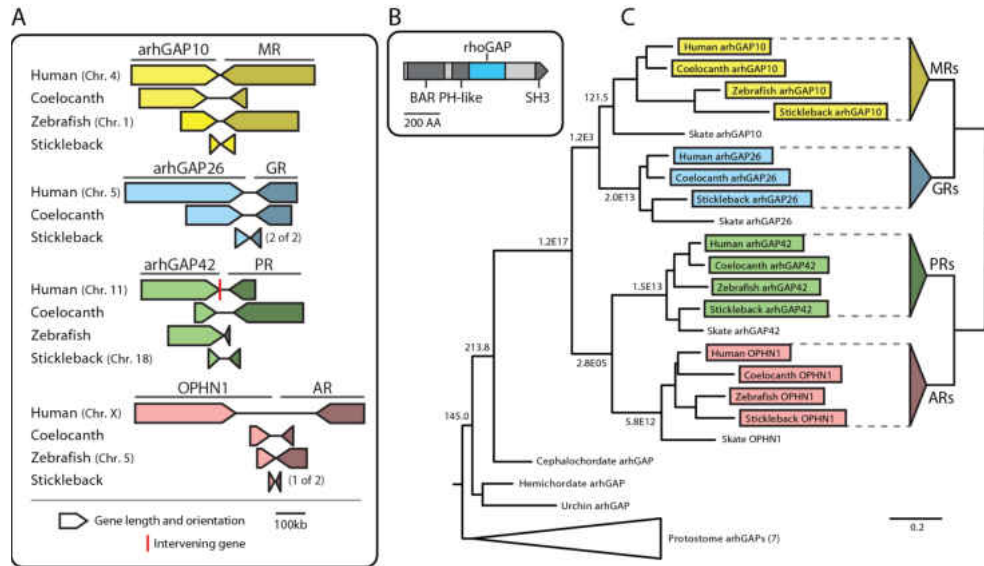 A
arhGAP10 MR
Human (Chr. 4)
Coelocanth
Zebrafish (Chr. 1)
Stickleback
arhGAP26 GR
Human (Chr. 5)
Coelocanth
Stickleback (2 of 2)
arhGAP42 PR
Human (Chr. 11)
Coelocanth
Zebrafish
Stickleback (Chr. 18)
OPHN1 AR
Human (Chr. X)
Coelocanth
Zebrafish (Chr. 5)
Stickleback (1 of 2)
Gene length and orientation
100kb
Intervening gene
B
rhoGAP
BAR PH-like SH3
200 AA
C
Human arhGAP10
Coelocanth arhGAP10
Zebrafish arhGAP10
Stickleback arhGAP10
Skate arhGAP10
MRs
121.5
1.2E3
Human arhGAP26
Coelocanth arhGAP26
Stickleback arhGAP26
Skate arhGAP26
GRs
2.0E13
1.2E17
Human arhGAP42
Coelocanth arhGAP42
Zebrafish arhGAP42
Stickleback arhGAP42
Skate arhGAP42
PRs
1.5E13
2.8E05
Human OPHN1
Coelocanth OPHN1
Zebrafish OPHN1
Stickleback OPHN1
Skate OPHN1
ARs
5.8E12
213.8
145.0
Cephalochordate arhGAP
Hemichordate arhGAP
Urchin arhGAP
Protostome arhGAPs (7)
0.2